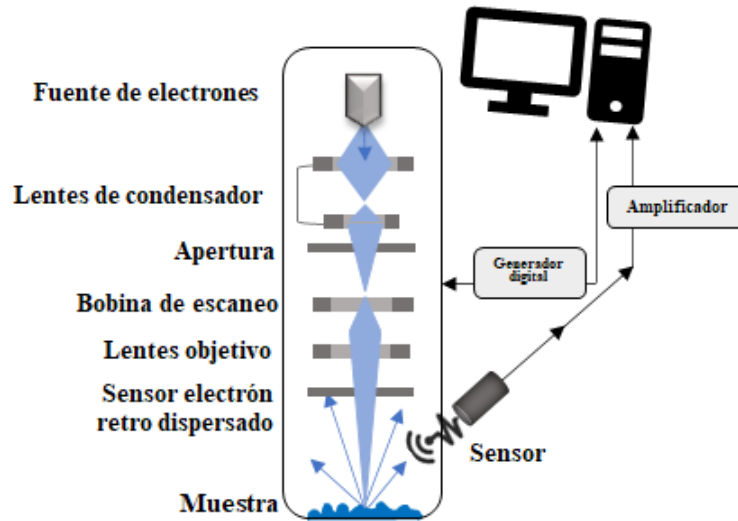 Fuente de electrones
Lentes de condensador
Apertura
Bobina de escaneo
Lentes objetivo
Sensor electrón
retro dispersado
Muestra
Amplificador
Generador
digital
Sensor